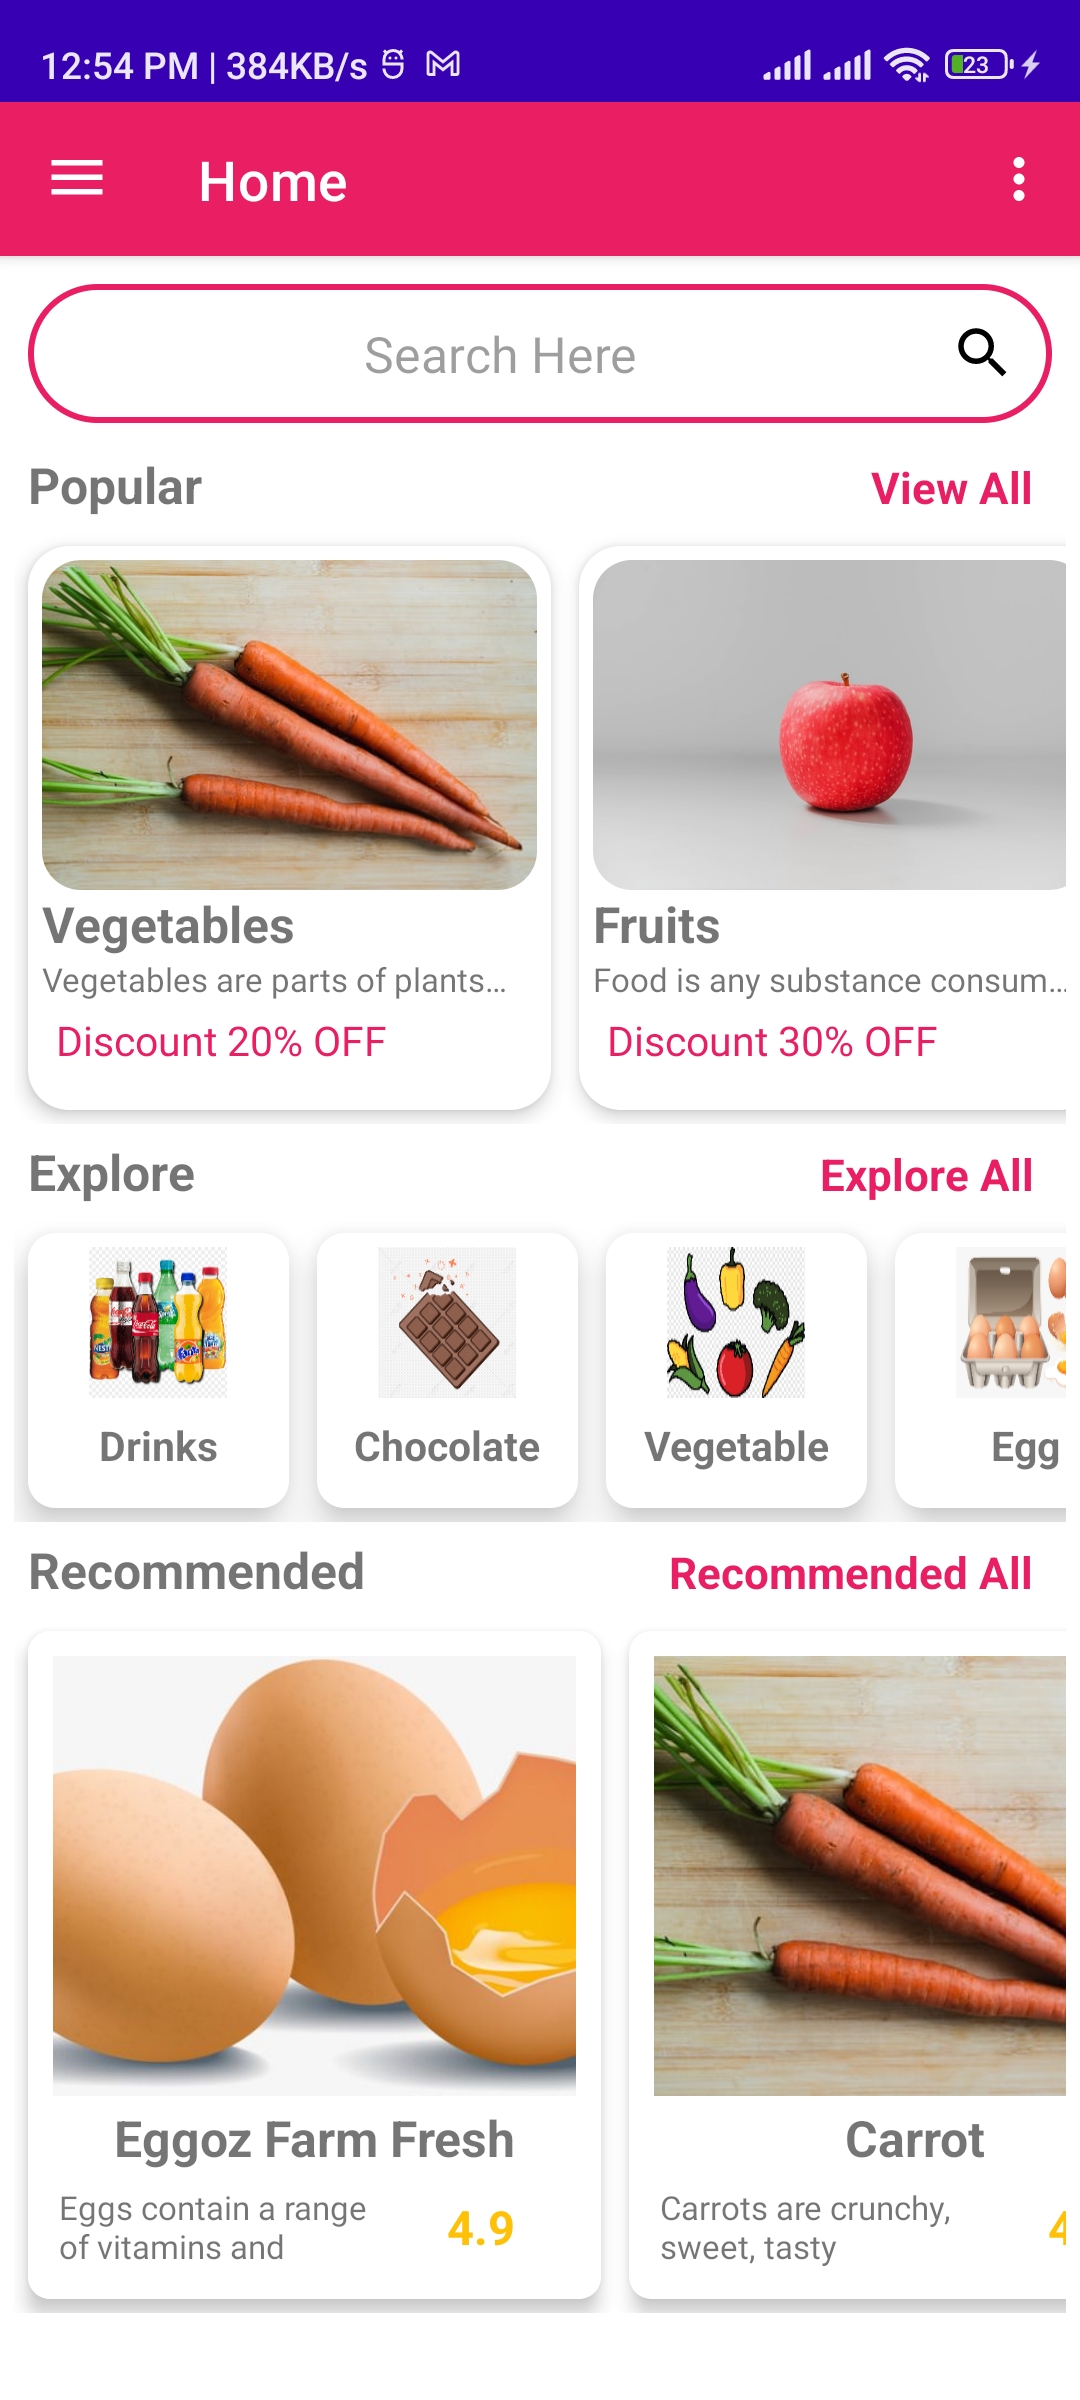 12:54 PM | 384KB/s
23
Home
Search Here
Popular
View All
Vegetables
Vegetables are parts of plants...
Discount 20% OFF
Fruits
Food is any substance consum...
Discount 30% OFF
Explore
Explore All
Drinks
Chocolate
Vegetable
Egg
Recommended
Recommended All
Eggoz Farm Fresh
Eggs contain a range
of vitamins and
4.9
Carrot
Carrots are crunchy,
sweet, tasty
4